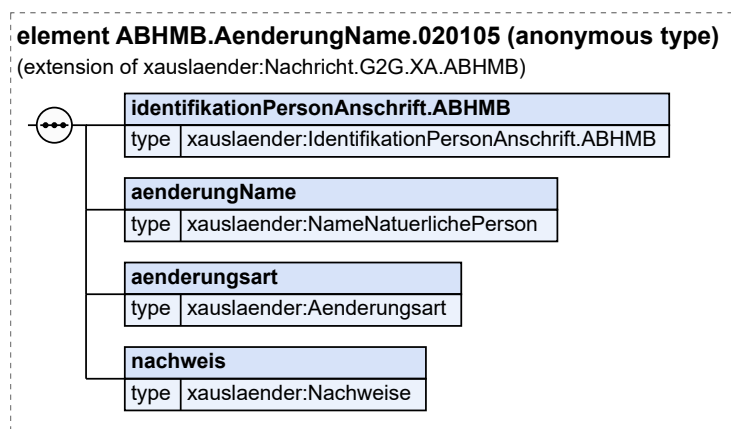 element ABHMB.AenderungName.020105 (anonymous type)
(extension of xauslaender:Nachricht.G2G.XA.ABHMB)
identifikationPersonAnschrift.ABHMB
type xauslaender:IdentifikationPersonAnschrift.ABHMB
aenderungName
type xauslaender:NameNatuerlichePerson
aenderungsart
type xauslaender:Aenderungsart
nachweis
type xauslaender:Nachweise